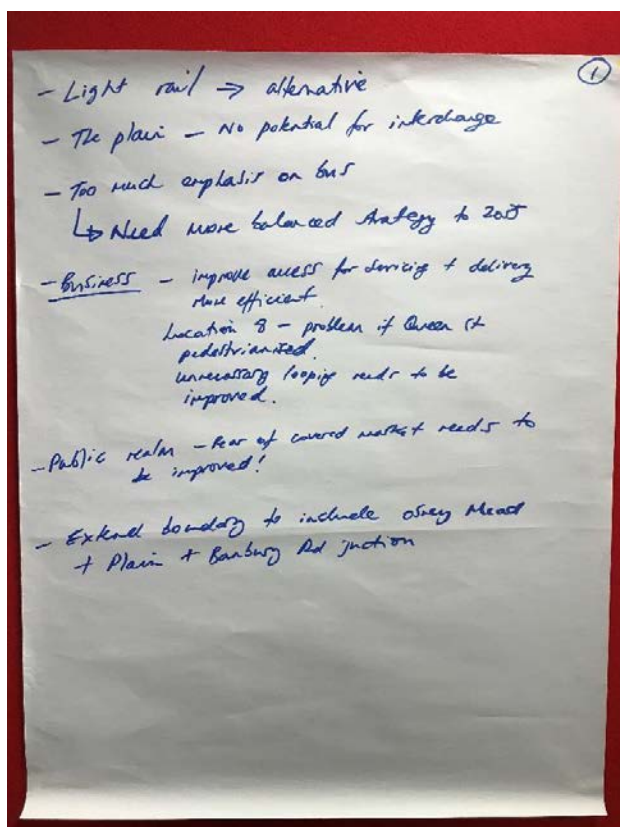 ①
- Light rail → alternative
- The plain - No potential for interchange
- Too much emphasis on bus
↳ Need more balanced strategy to
- Business - improve access for servicing + delivery
more efficient.
Location 8 - problem if Queen St
pedestrianized.
unnecessary looping needs to be
improved.
- Public realm - Rear of covered market needs to
be improved!
- Extend boundary to include Osney Mead
+ Plain + Banbury Rd juction